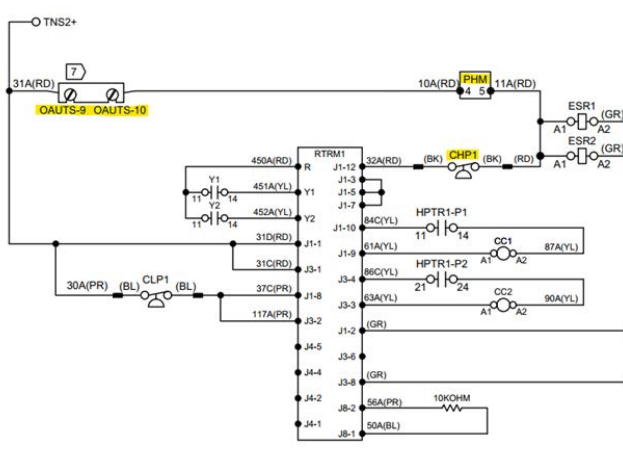 TNS2+
7
31A(RD)
OAUTS-9 OAUTS-10
10A(RD) PHM 11A(RD)
4 5
ESR1
(GR)
A1 A2
ESR2
(GR)
A1 A2
RTRM1
CHP1
450A(RD) R J1-12 32A(RD) (BK) (BK) (RD)
J1-3
Y1
11 14 451A(YL) Y1 J1-5
J1-7
Y2
11 14 452A(YL) Y2
J1-10 84C(YL) HPTR1-P1
11 14
31D(RD) J1-1
J1-9 61A(YL) CC1 87A(YL)
A1 A2
31C(RD) J3-1
J3-4 86C(YL) HPTR1-P2
21 24
CLP1
30A(PR) (BL) (BL) 37C(PR) J1-8
J3-3 63A(YL) CC2 90A(YL)
A1 A2
117A(PR) J3-2
J1-2 (GR)
J4-5
J3-6
J4-4
J3-8 (GR)
J4-2
J8-2 56A(PR) 10KOHM
J4-1
J8-1 50A(BL)